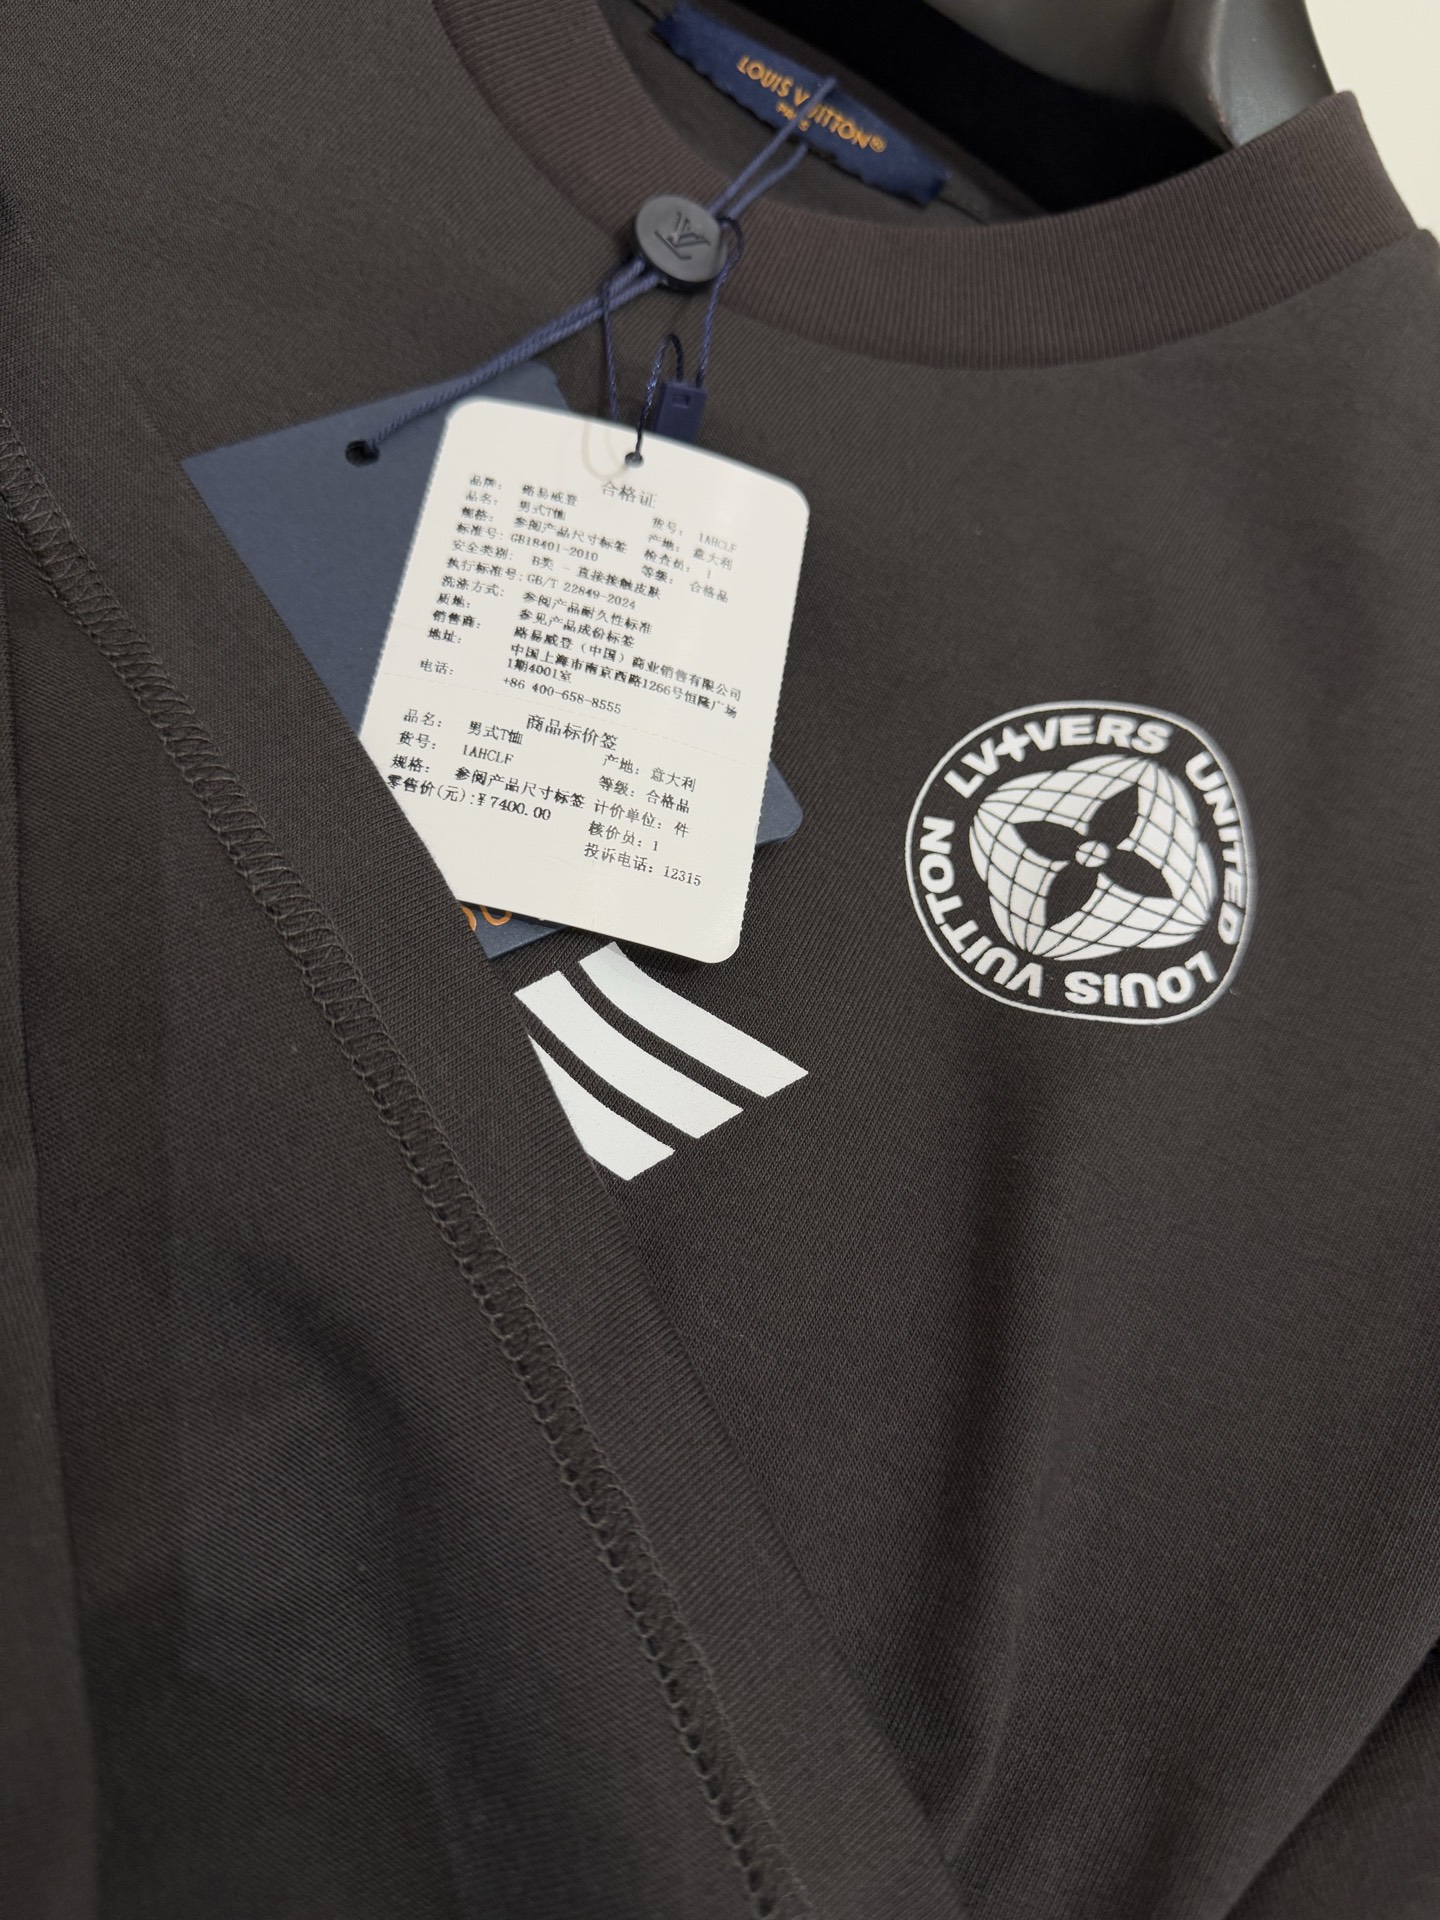 LOUIS VUITTON®
PARIS
LV
合格证
品牌： 路易威登
品名： 男式T恤 货号： 1AHCLF
规格： 参阅产品尺寸标签 产地： 意大利
标准号：GB18401-2010 检查员： 1
安全类别： B类 - 直接接触皮肤 等级： 合格品
执行标准号：GB/T 22849-2024
洗涤方式： 参阅产品耐久性标准
质地： 参见产品成份标签
销售商： 路易威登（中国）商业销售有限公司
地址： 中国上海市南京西路1266号恒隆广场
1期4001室
电话： +86 400-658-8555
商品标价签
品名： 男式T恤 产地：意大利
货号： 1AHCLF 等级：合格品
规格： 参阅产品尺寸标签 计价单位：件
零售价(元)：¥7400.00 核价员：1
投诉电话：12315
LV+VERS UNITED
LOUIS VUITTON